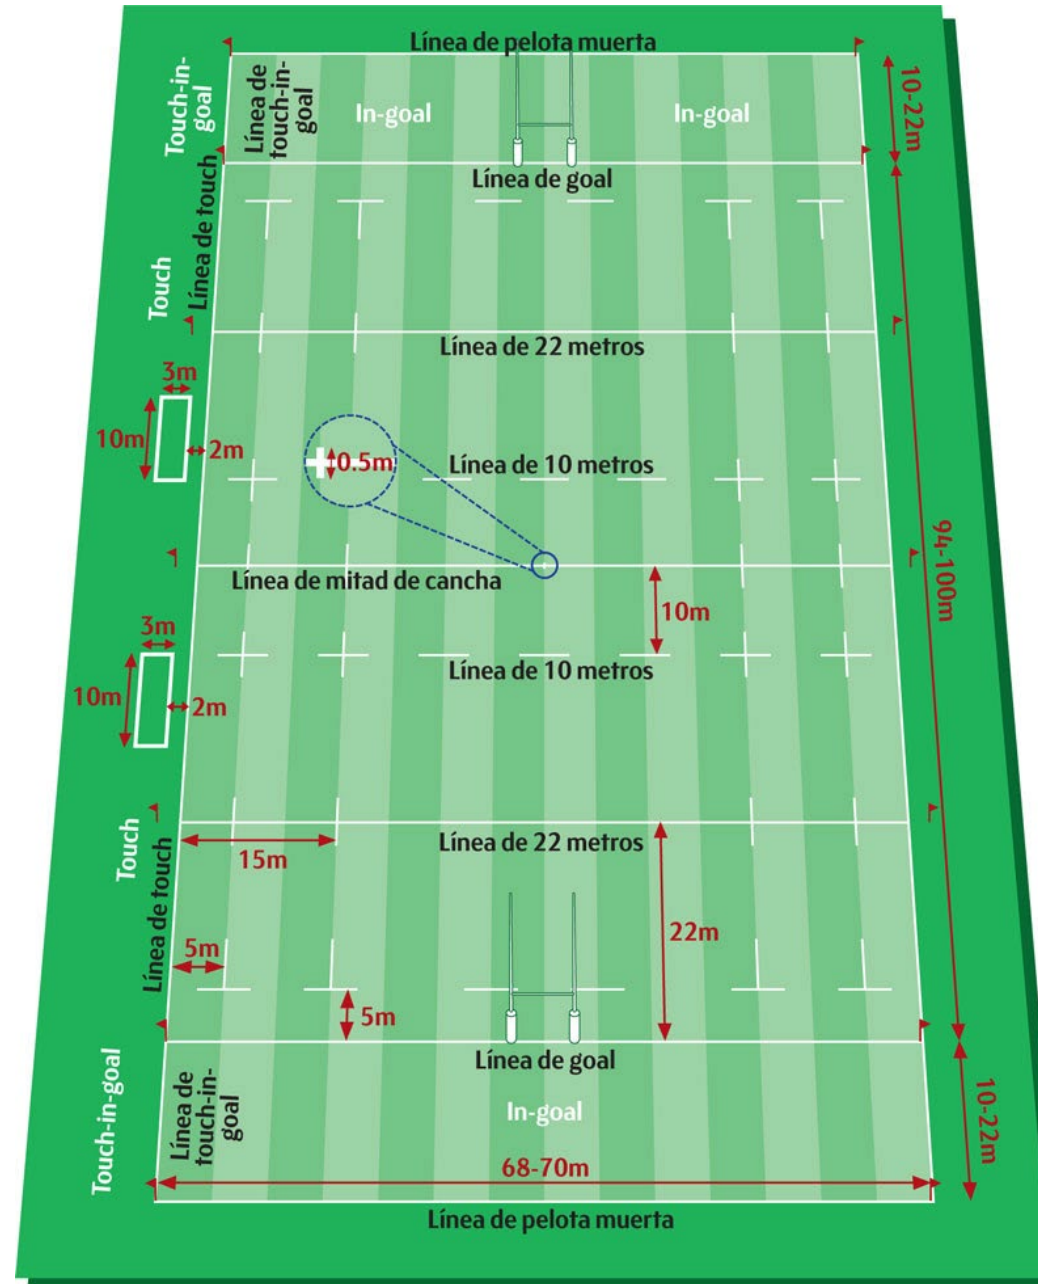 Línea de pelota muerta
Touch-in-
goal
Línea de
touch-in-
goal
In-goal
In-goal
10-22m
Línea de goal
Línea de touch
Touch
Línea de 22 metros
3m
10m
2m
0.5m
Línea de 10 metros
94-100m
Línea de mitad de cancha
10m
3m
10m
2m
Línea de 10 metros
Touch
Línea de touch
15m
Línea de 22 metros
22m
5m
5m
Línea de goal
Touch-in-goal
Línea de
touch-in-
goal
In-goal
10-22m
68-70m
Línea de pelota muerta